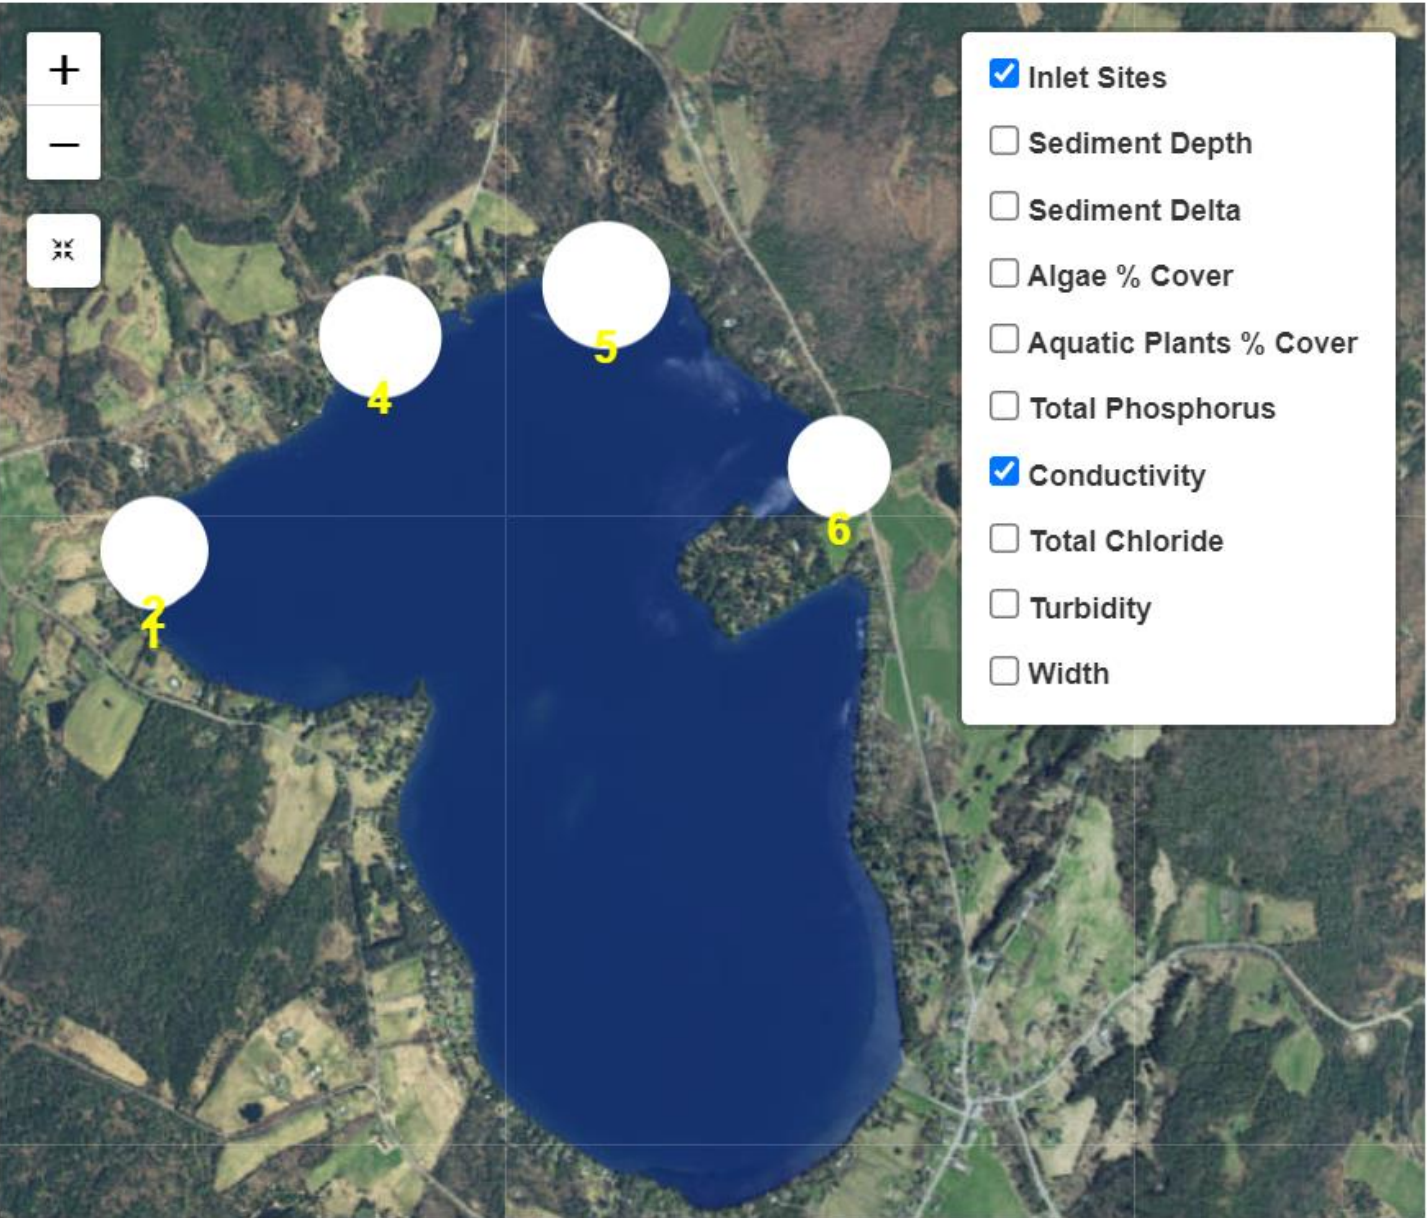 +
Inlet Sites
Sediment Depth
−
Sediment Delta
Algae % Cover
5
Aquatic Plants % Cover
4
Total Phosphorus
Conductivity
6
Total Chloride
2
1
Turbidity
Width